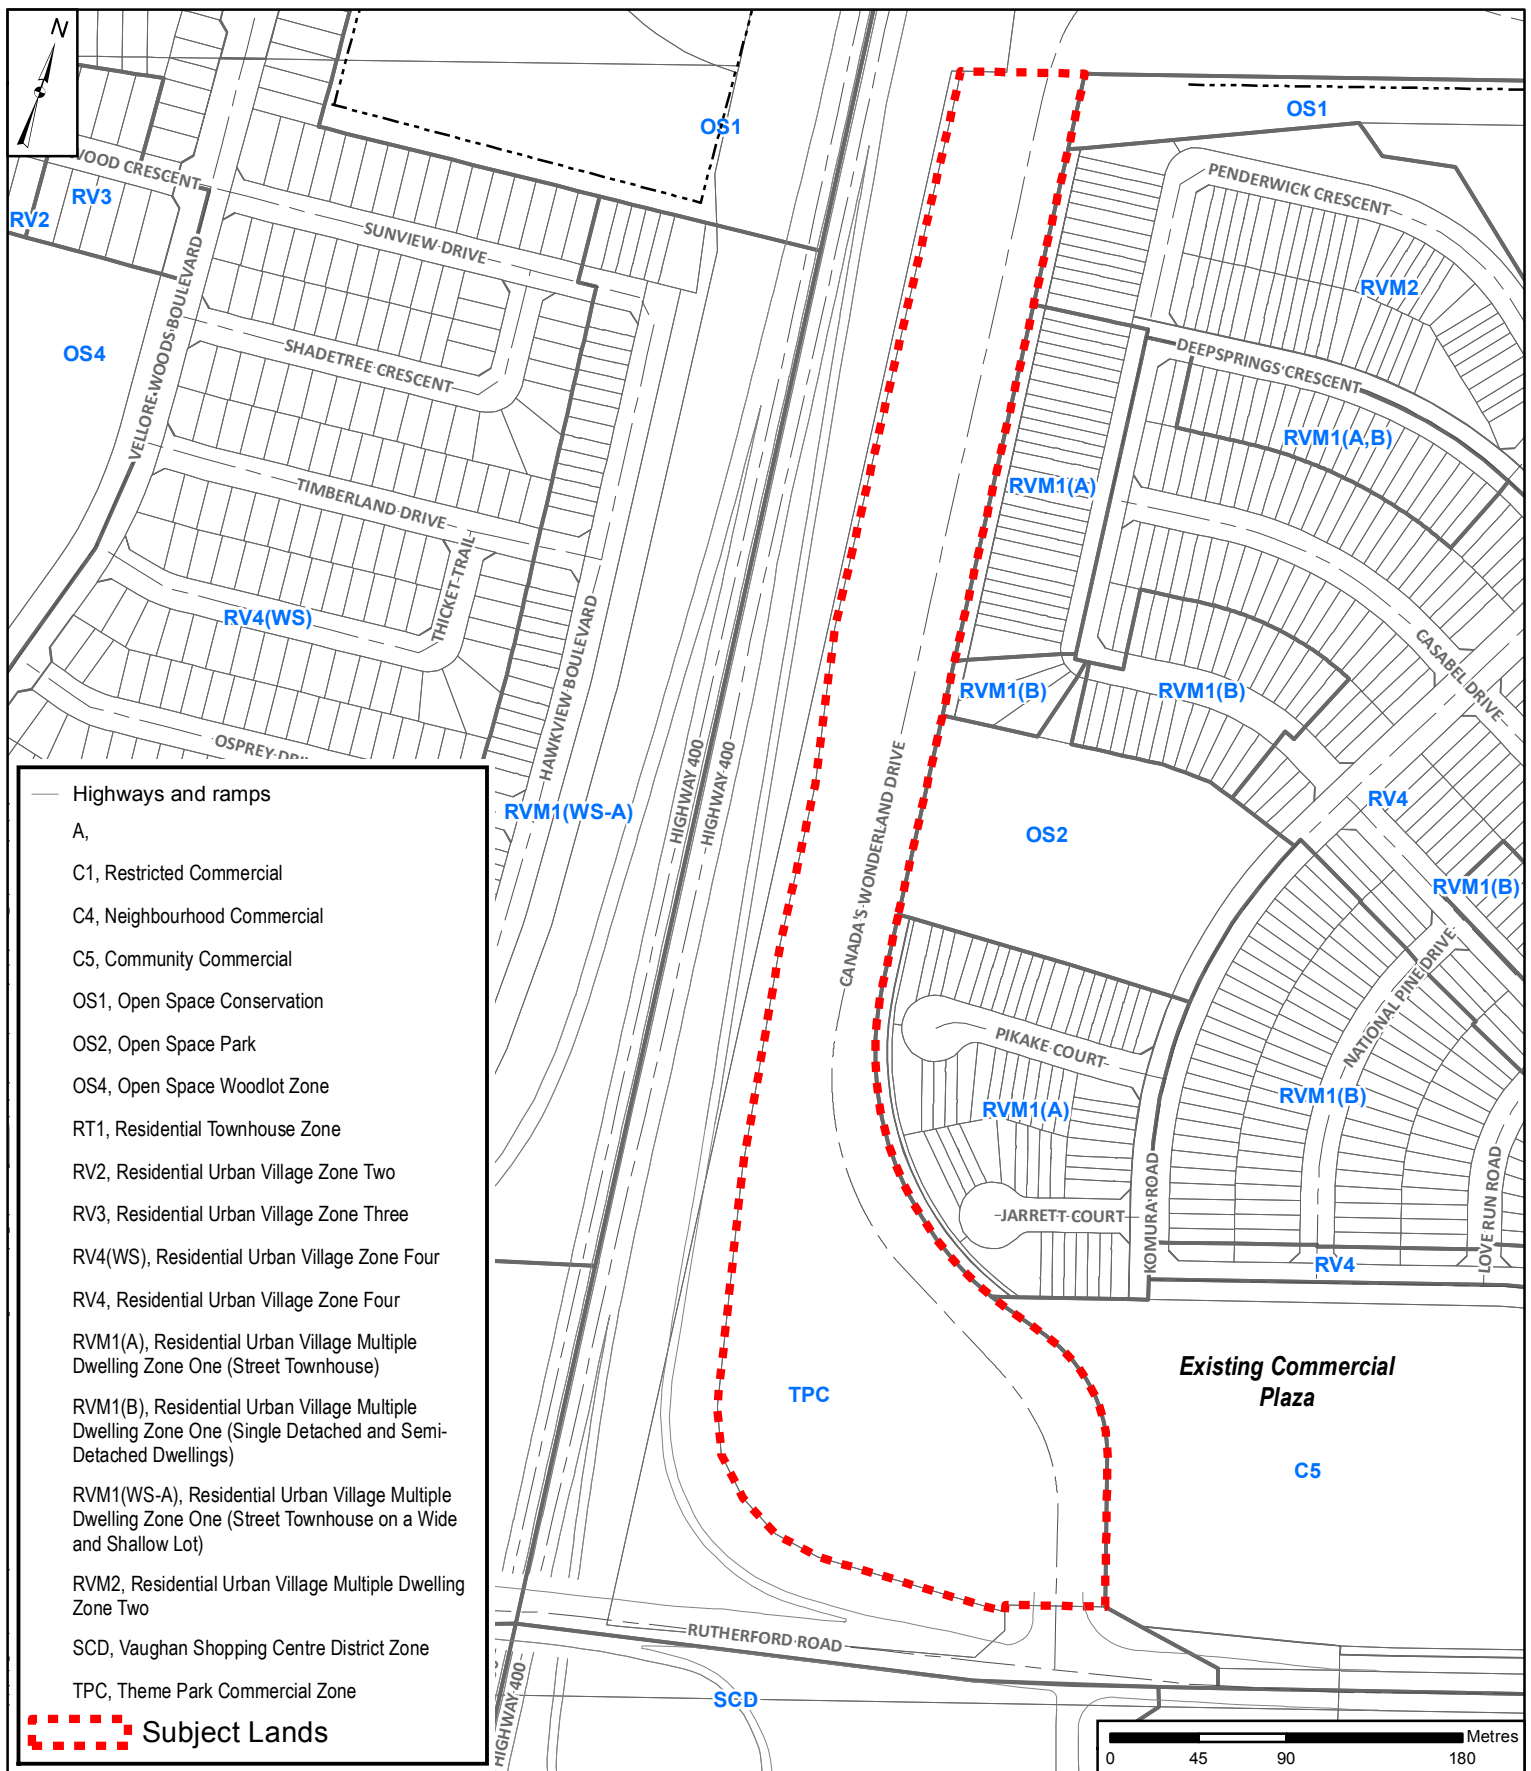 N
OS1
OS1
WOOD CRESCENT
RV3
RV2
SUNVIEW DRIVE
PENDERWICK CRESCENT
VELLORE WOODS BOULEVARD
RVM2
OS4
SHADETREE CRESCENT
DEEPSPRINGS CRESCENT
RVM1(A,B)
TIMBERLAND DRIVE
RVM1(A)
THICKET TRAIL
RV4(WS)
HAWKVIEW BOULEVARD
CASABEL DRIVE
RVM1(B)
RVM1(B)
OSPREY
HIGHWAY 400
HIGHWAY 400
CANADA'S WONDERLAND DRIVE
RVM1(WS-A)
RV4
OS2
RVM1(B)
NATIONAL PINE DRIVE
PIKAKE COURT
RVM1(A)
RVM1(B)
KOMURA ROAD
LOVE RUN ROAD
JARRETT COURT
RV4
Existing Commercial
Plaza
TPC
C5
RUTHERFORD ROAD
SCD
HIGHWAY 400
Highways and ramps
A,
C1, Restricted Commercial
C4, Neighbourhood Commercial
C5, Community Commercial
OS1, Open Space Conservation
OS2, Open Space Park
OS4, Open Space Woodlot Zone
RT1, Residential Townhouse Zone
RV2, Residential Urban Village Zone Two
RV3, Residential Urban Village Zone Three
RV4(WS), Residential Urban Village Zone Four
RV4, Residential Urban Village Zone Four
RVM1(A), Residential Urban Village Multiple
Dwelling Zone One (Street Townhouse)
RVM1(B), Residential Urban Village Multiple
Dwelling Zone One (Single Detached and Semi-
Detached Dwellings)
RVM1(WS-A), Residential Urban Village Multiple
Dwelling Zone One (Street Townhouse on a Wide
and Shallow Lot)
RVM2, Residential Urban Village Multiple Dwelling
Zone Two
SCD, Vaughan Shopping Centre District Zone
TPC, Theme Park Commercial Zone
Subject Lands
Metres
0 45 90 180